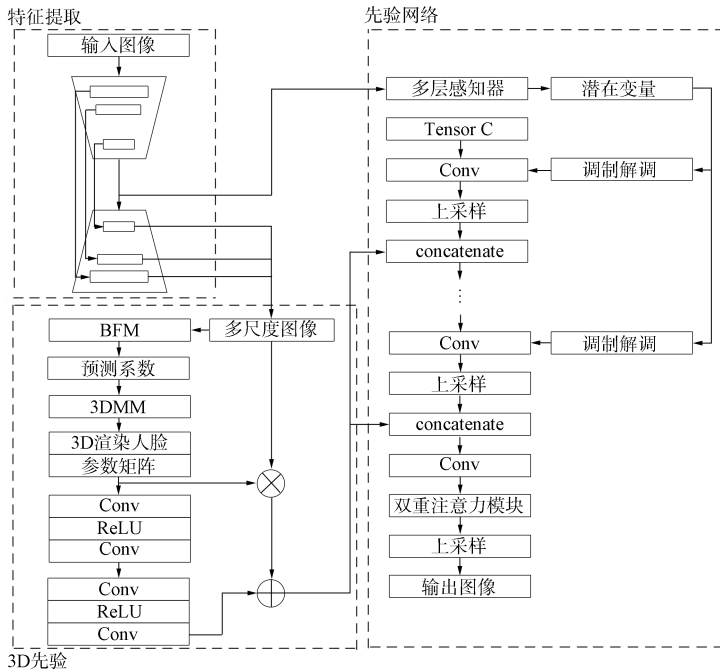 特征提取
输入图像
多尺度图像
BFM
预测系数
3DMM
3D渲染人脸
参数矩阵
Conv
ReLU
Conv
Conv
ReLU
Conv
3D先验
先验网络
多层感知器
潜在变量
Tensor C
Conv
调制解调
上采样
concatenate
⋮
Conv
调制解调
上采样
concatenate
Conv
双重注意力模块
上采样
输出图像